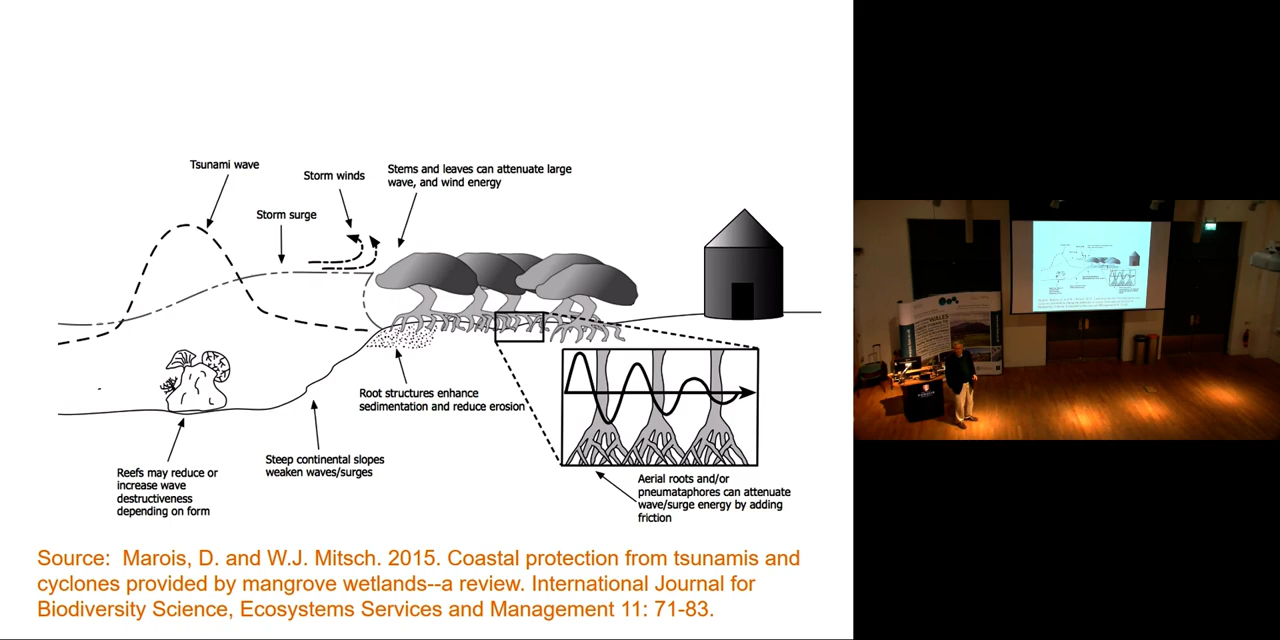 Tsunami wave
Storm winds
Stems and leaves can attenuate large
wave, and wind energy
Storm surge
Root structures enhance
sedimentation and reduce erosion
Steep continental slopes
weaken waves/surges
Reefs may reduce or
increase wave
destructiveness
depending on form
Aerial roots and/or
pneumataphores can attenuate
wave/surge energy by adding
friction
Source: Marois, D. and W.J. Mitsch. 2015. Coastal protection from tsunamis and
cyclones provided by mangrove wetlands--a review. International Journal for
Biodiversity Science, Ecosystems Services and Management 11: 71-83.
WALES